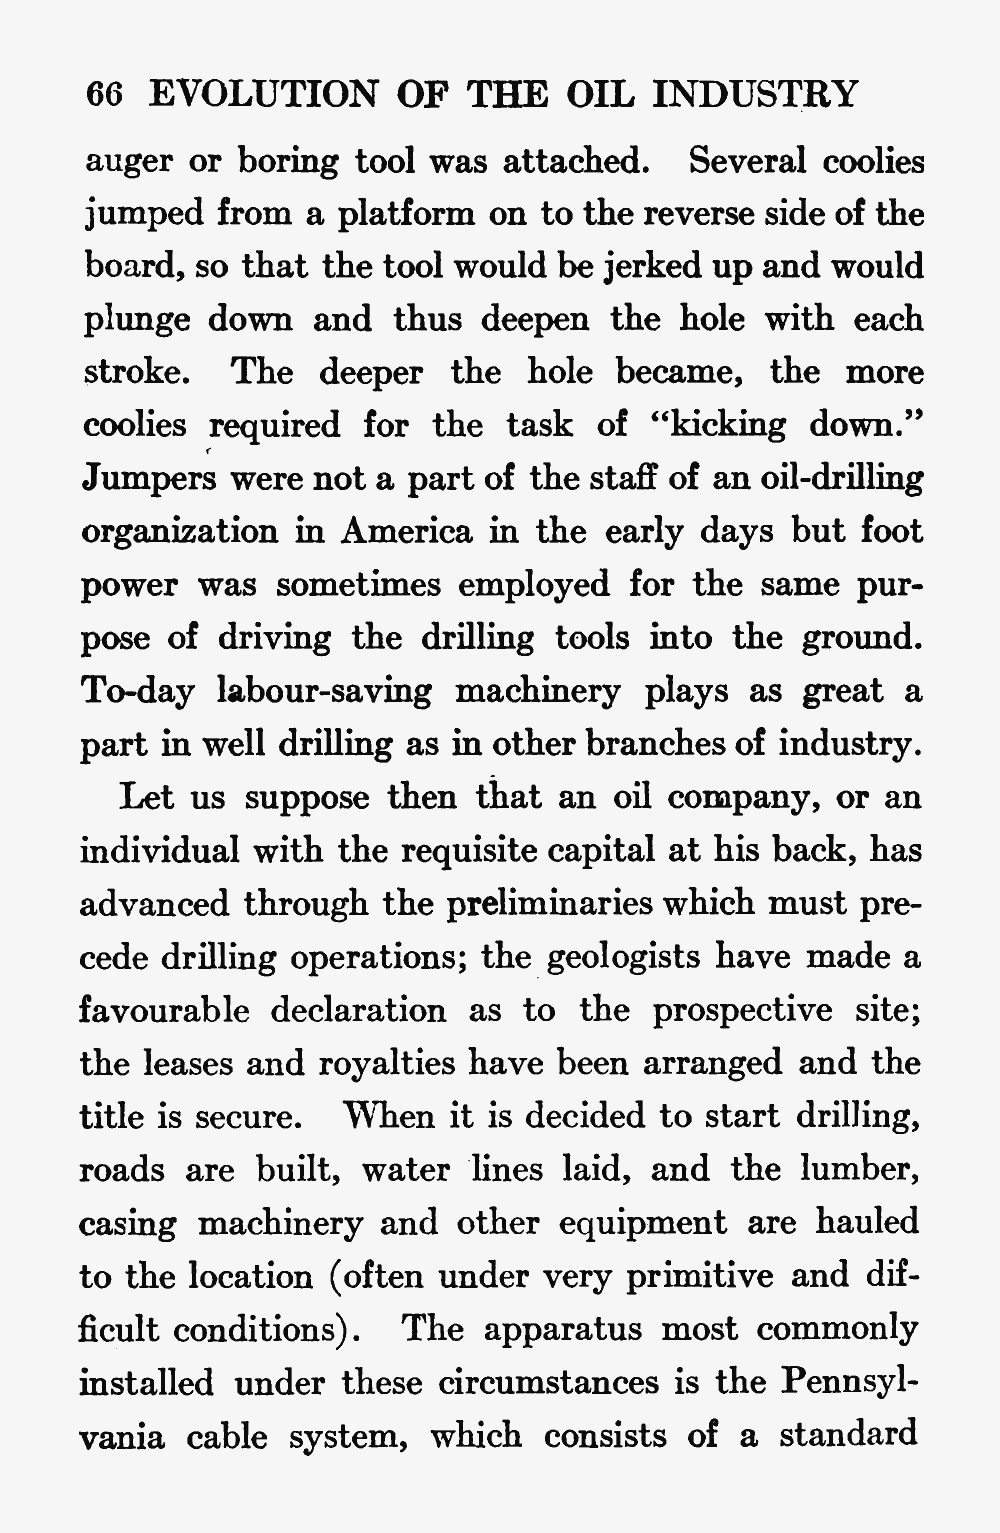 66 EVOLUTION OF THE OIL INDUSTRY
auger or boring tool was attached. Several coolies
jumped from a platform on to the reverse side of the
board, so that the tool would be jerked up and would
plunge down and thus deepen the hole with each
stroke. The deeper the hole became, the more
coolies required for the task of “kicking down.”
Jumpers were not a part of the staff of an oil-drilling
organization in America in the early days but foot
power was sometimes employed for the same pur-
pose of driving the drilling tools into the ground.
To-day labour-saving machinery plays as great a
part in well drilling as in other branches of industry.
Let us suppose then that an oil company, or an
individual with the requisite capital at his back, has
advanced through the preliminaries which must pre-
cede drilling operations; the geologists have made a
favourable declaration as to the prospective site;
the leases and royalties have been arranged and the
title is secure. When it is decided to start drilling,
roads are built, water lines laid, and the lumber,
casing machinery and other equipment are hauled
to the location (often under very primitive and dif-
ficult conditions). The apparatus most commonly
installed under these circumstances is the Pennsyl-
vania cable system, which consists of a standard